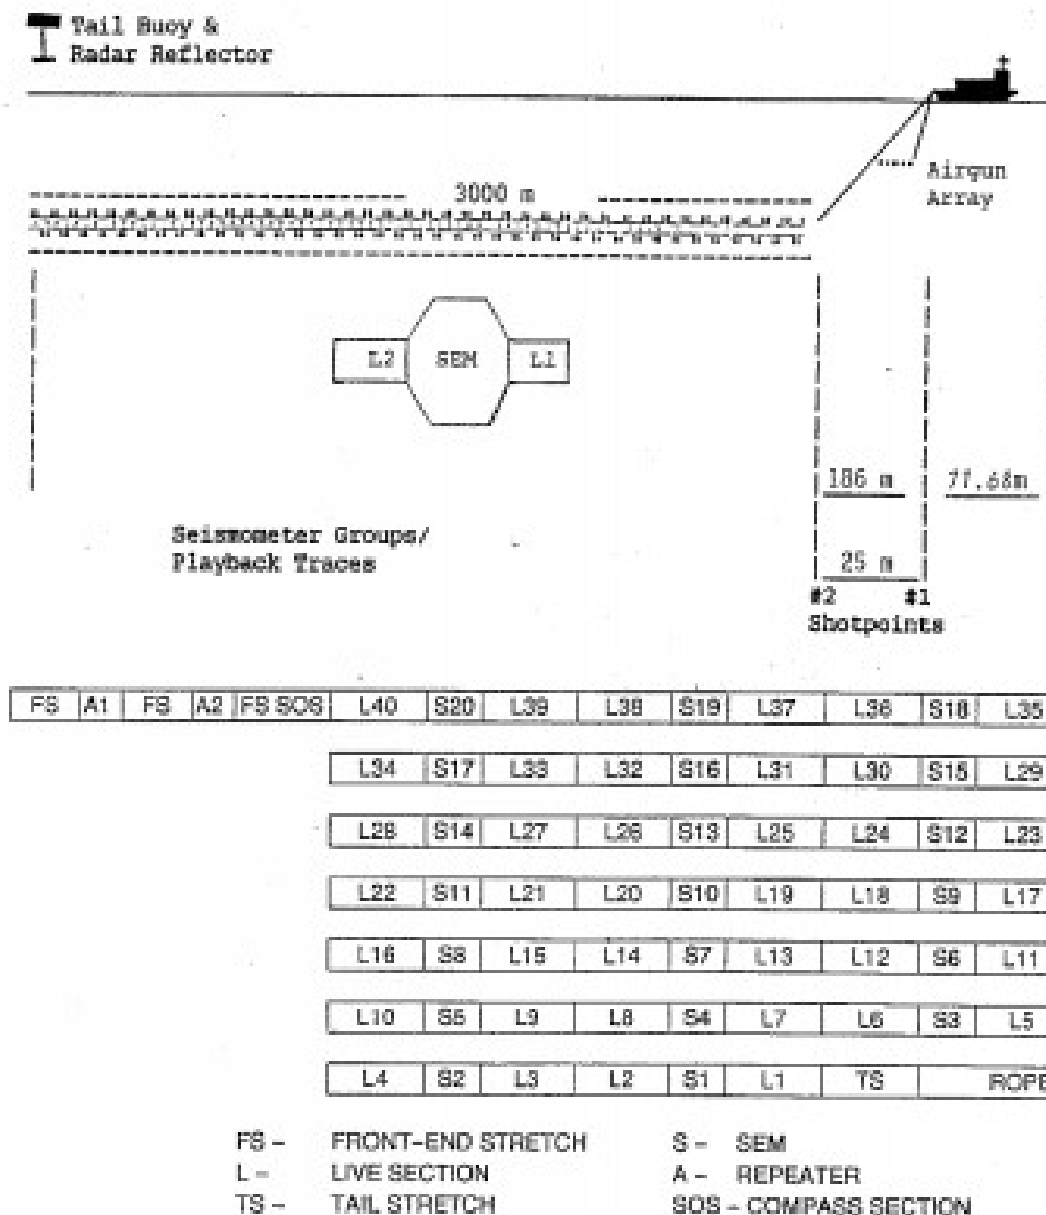 Tail Buoy &
Radar Reflector
Airgun
Array
3000 m
L2 SEM L1
186 m 77.68m
Seismometer Groups/
Playback Traces
25 m
#2 #1
Shotpoints
FS A1 FS A2 FS SOS L40 S20 L39 L38 S19 L37 L36 S18 L35
L34 S17 L33 L32 S16 L31 L30 S15 L29
L28 S14 L27 L26 S13 L25 L24 S12 L23
L22 S11 L21 L20 S10 L19 L18 S9 L17
L16 S8 L15 L14 S7 L13 L12 S6 L11
L10 S5 L9 L8 S4 L7 L6 S3 L5
L4 S2 L3 L2 S1 L1 TS ROPE
FS – FRONT-END STRETCH S – SEM
L – LIVE SECTION A – REPEATER
TS – TAIL STRETCH SOS – COMPASS SECTION